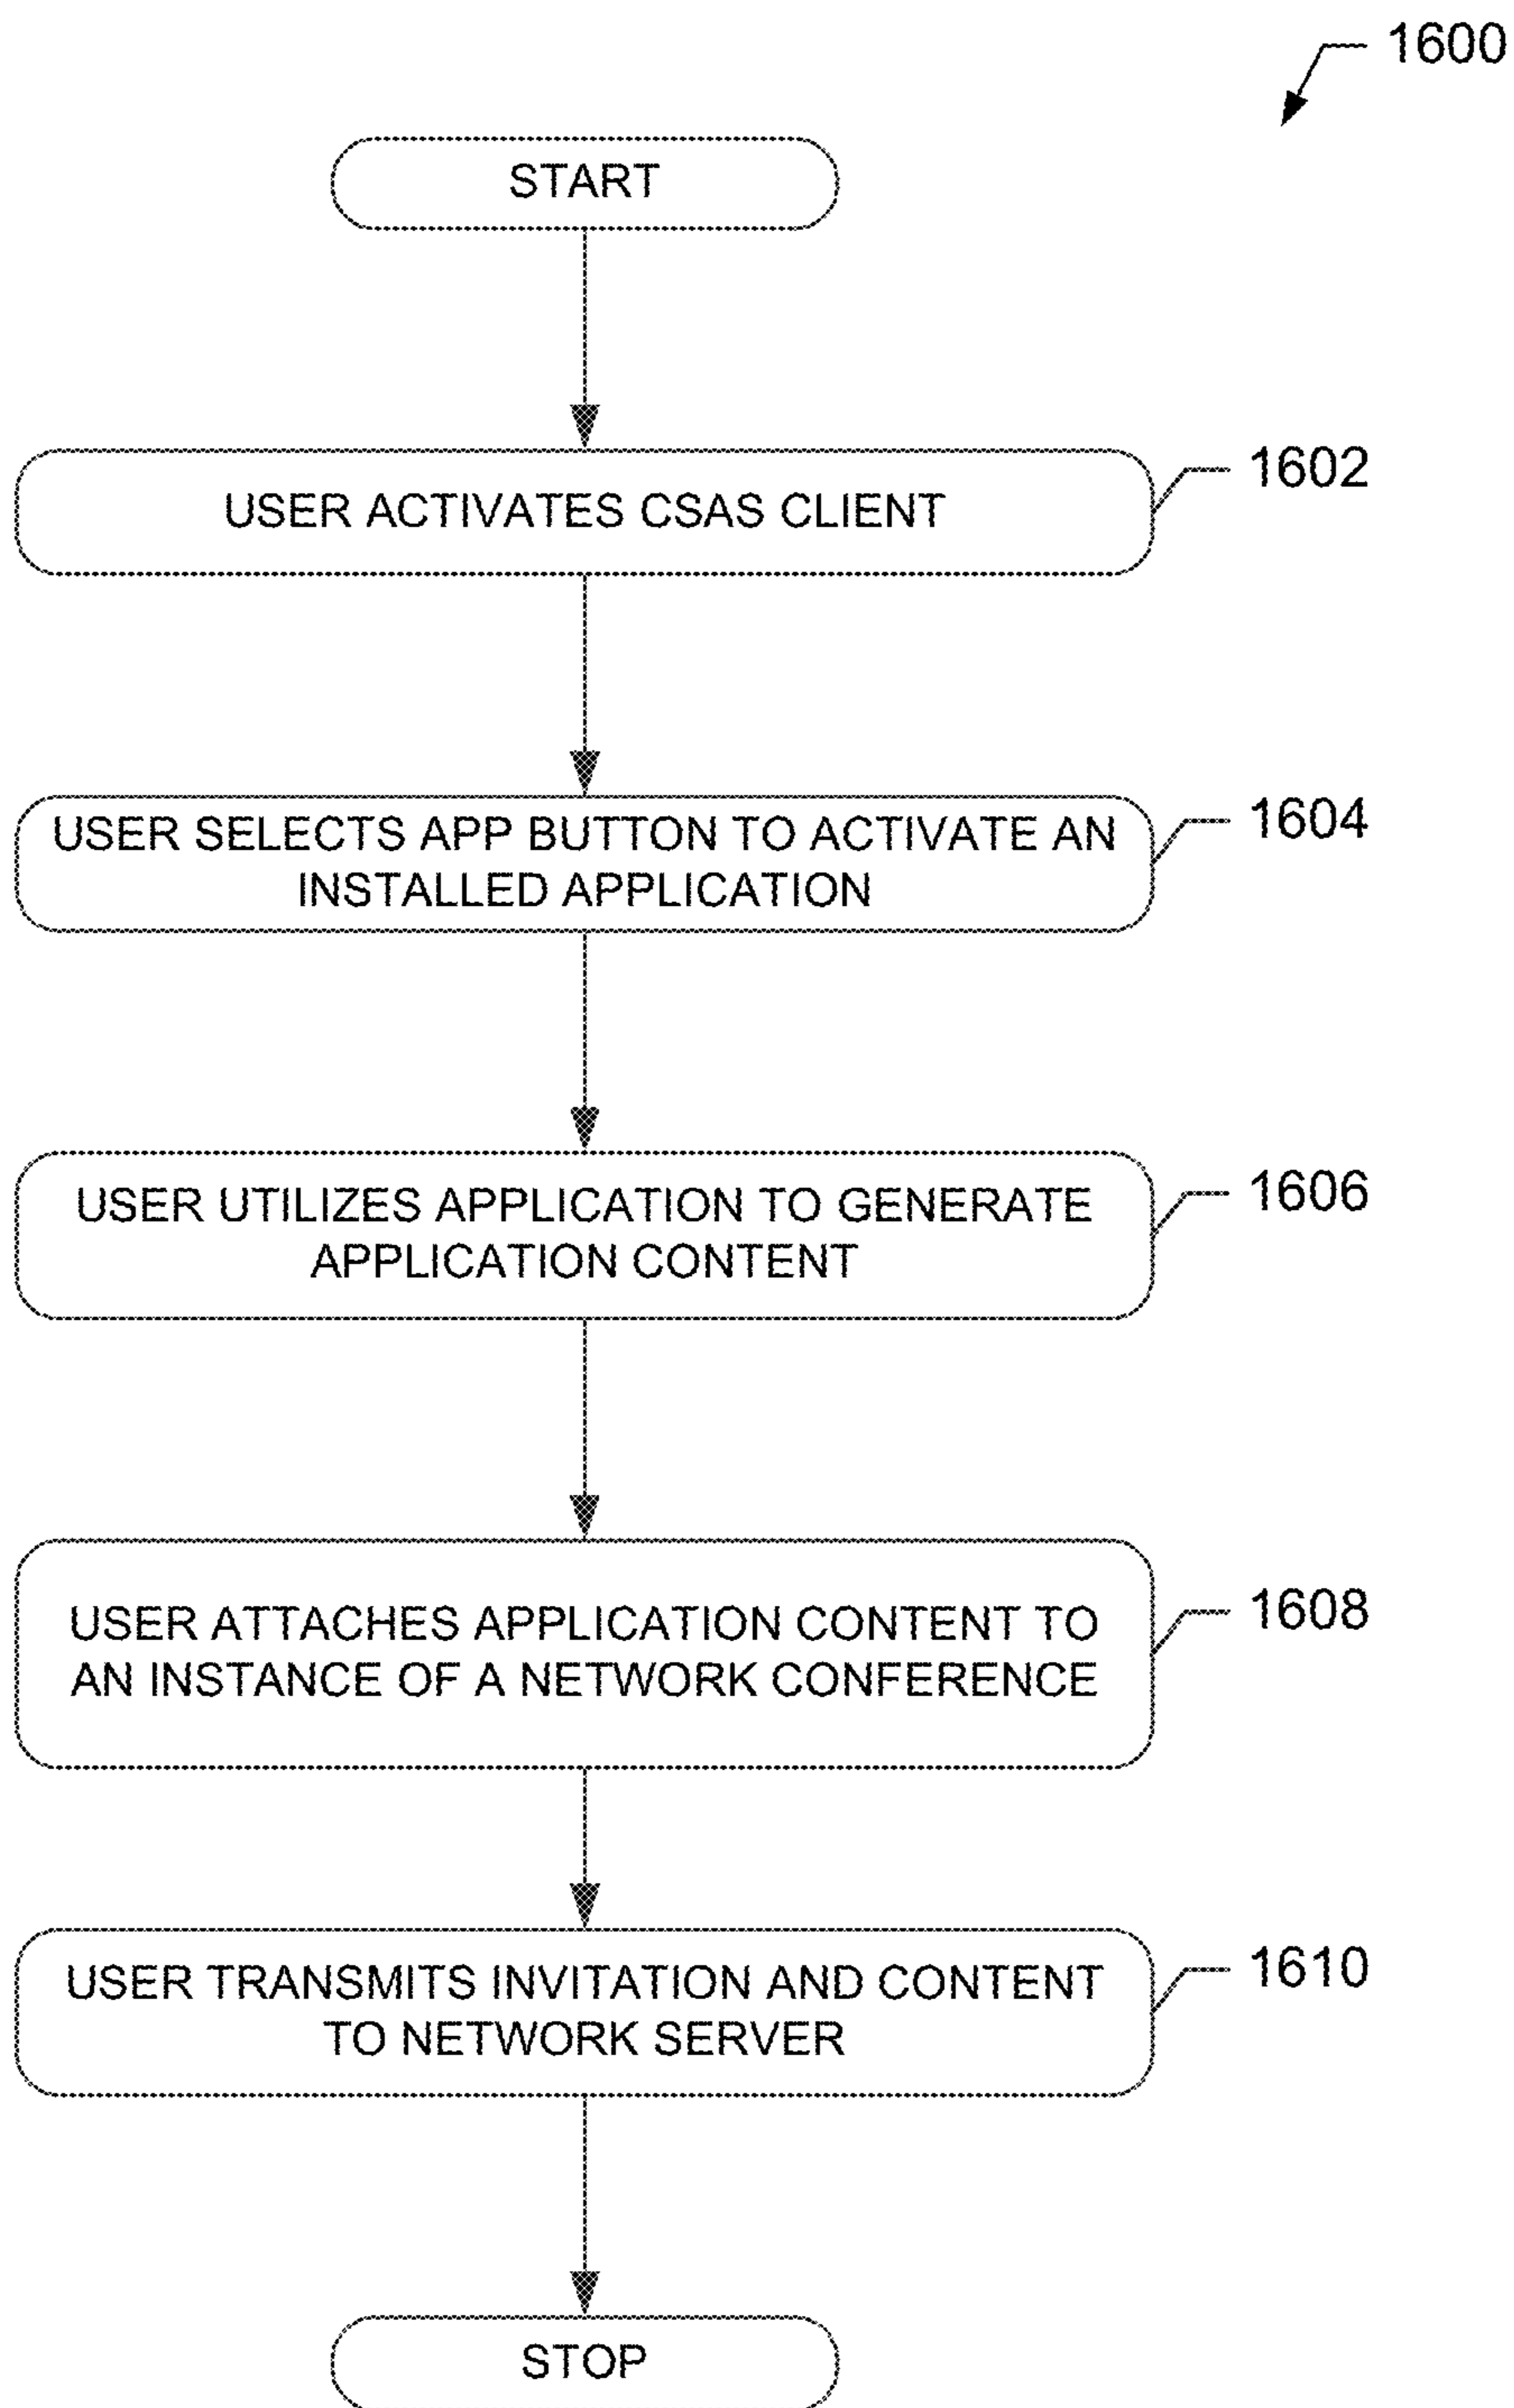 1600
START
USER ACTIVATES CSAS CLIENT
1602
USER SELECTS APP BUTTON TO ACTIVATE AN
INSTALLED APPLICATION
1604
USER UTILIZES APPLICATION TO GENERATE
APPLICATION CONTENT
1606
USER ATTACHES APPLICATION CONTENT TO
AN INSTANCE OF A NETWORK CONFERENCE
1608
USER TRANSMITS INVITATION AND CONTENT
TO NETWORK SERVER
1610
STOP